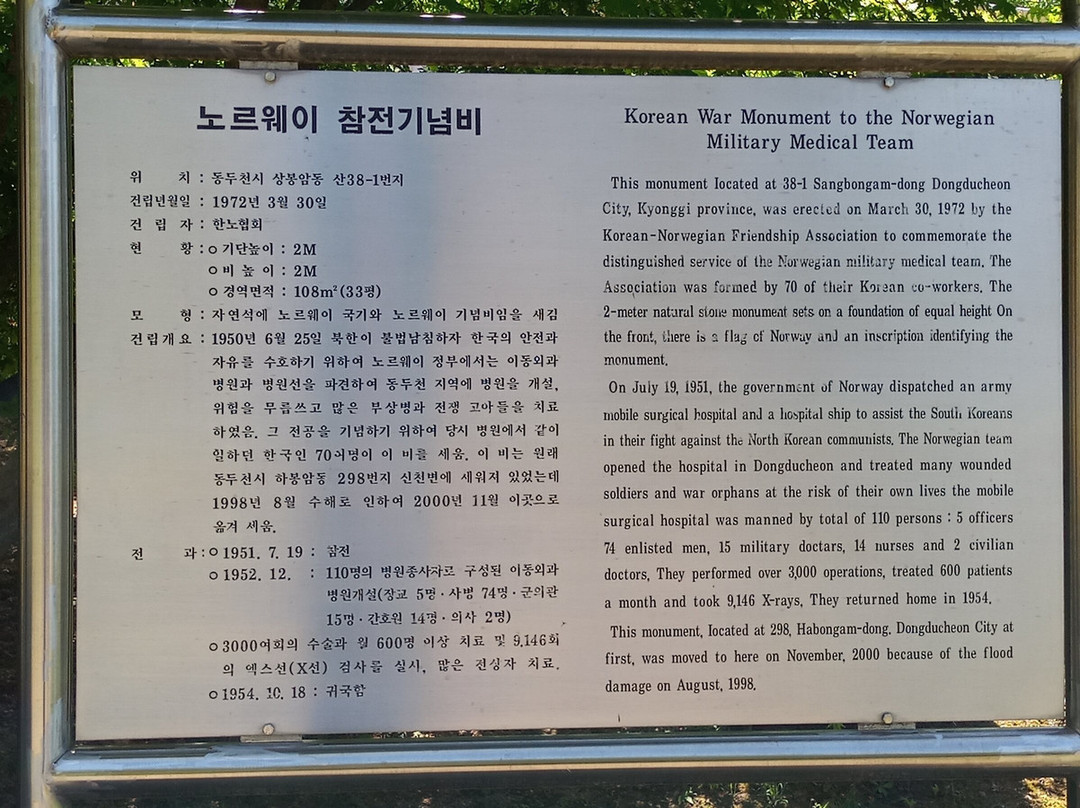 노르웨이 참전기념비
위 치 : 동두천시 상봉암동 산38-1번지
건립년월일 : 1972년 3월 30일
건 립 자 : 한노협회
현 황 : o 기단높이 : 2M
o 비 높 이 : 2M
o 경역면적 : 108m²(33평)
모 형 : 자연석에 노르웨이 국기와 노르웨이 기념비임을 새김
건립개요 : 1950년 6월 25일 북한이 불법남침하자 한국의 안전과
자유를 수호하기 위하여 노르웨이 정부에서는 이동외과
병원과 병원선을 파견하여 동두천 지역에 병원을 개설,
위험을 무릅쓰고 많은 부상병과 전쟁 고아들을 치료
하였음. 그 전공을 기념하기 위하여 당시 병원에서 같이
일하던 한국인 70여명이 이 비를 세움. 이 비는 원래
동두천시 하봉암동 298번지 신천변에 세워지 있었는데
1998년 8월 수해로 인하여 2000년 11월 이곳으로
옮겨 세움.
전 과 : o 1951. 7. 19 : 참전
o 1952. 12. : 110명의 병원종사자로 구성된 이동외과
병원개설(장교 5명·사병 74명·군의관
15명·간호원 14명·의사 2명)
o 3000여회의 수술과 월 600명 이상 치료 및 9,146회
의 엑스선(X선) 검사를 실시, 많은 전상자 치료.
o 1954. 10. 18 : 귀국함
Korean War Monument to the Norwegian
Military Medical Team
This monument located at 38-1 Sangbongam-dong Dongducheon
City, Kyonggi province, was erected on March 30, 1972 by the
Korean-Norwegian Friendship Association to commemorate the
distinguished service of the Norwegian military medical team, The
Association was formed by 70 of their Korean co-workers, The
2-meter natural stone monument sets on a foundation of equal height On
the front, there is a flag of Norway and an inscription identifying the
monument.
On July 19, 1951, the government of Norway dispatched an army
mobile surgical hospital and a hospital ship to assist the South Koreans
in their fight against the North Korean communists, The Norwegian team
opened the hospital in Dongducheon and treated many wounded
soldiers and war orphans at the risk of their own lives the mobile
surgical hospital was manned by total of 110 persons : 5 officers
74 enlisted men, 15 military doctars, 14 nurses and 2 civilian
doctors, They performed over 3,000 operations, treated 600 patients
a month and took 9,146 X-rays, They returned home in 1954.
This monument, located at 298, Habongam-dong. Dongducheon City at
first, was moved to here on November, 2000 because of the flood
damage on August, 1998.